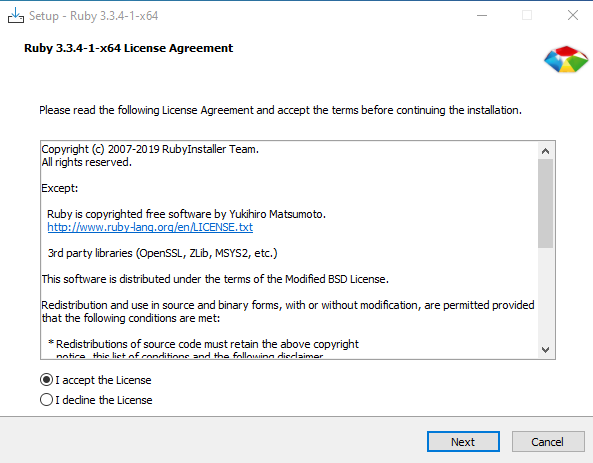 Setup - Ruby 3.3.4-1-x64
Ruby 3.3.4-1-x64 License Agreement
Please read the following License Agreement and accept the terms before continuing the installation.
Copyright (c) 2007-2019 RubyInstaller Team.
All rights reserved.
Except:
Ruby is copyrighted free software by Yukihiro Matsumoto.
http://www.ruby-lang.org/en/LICENSE.txt
3rd party libraries (OpenSSL, ZLib, MSYS2, etc.)
This software is distributed under the terms of the Modified BSD License.
Redistribution and use in source and binary forms, with or without modification, are permitted provided
that the following conditions are met:
* Redistributions of source code must retain the above copyright
notice, this list of conditions and the following disclaimer.
I accept the License
I decline the License
Next
Cancel